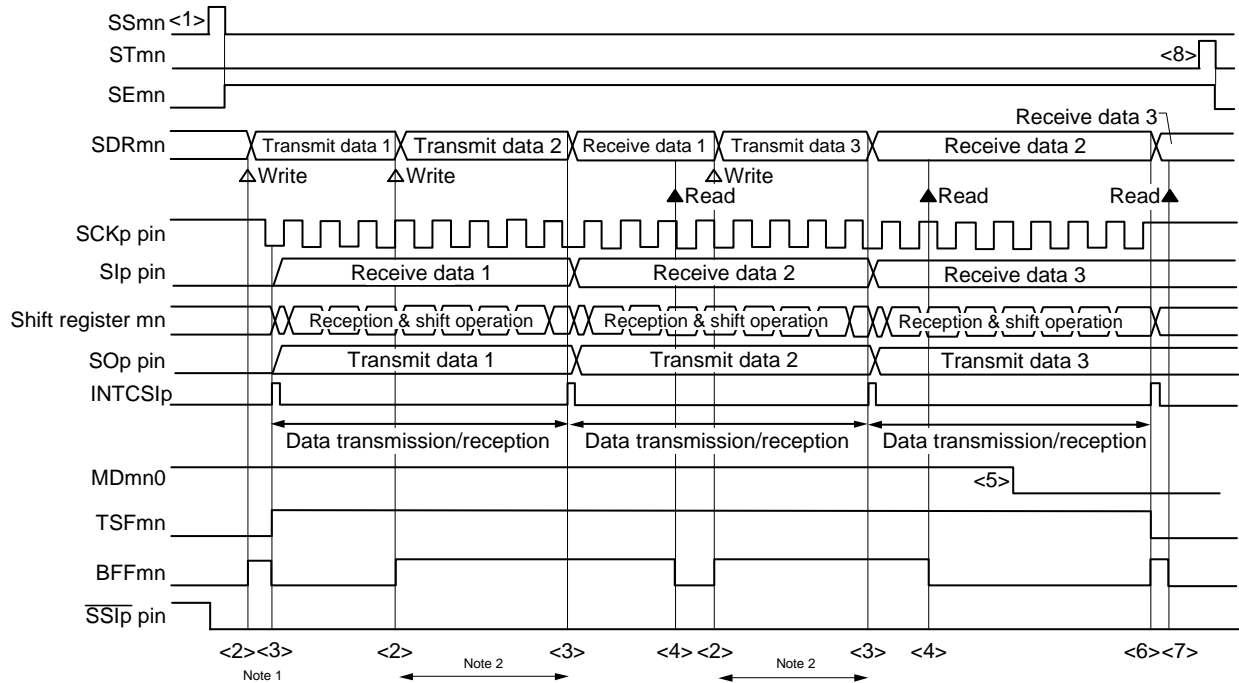 SSmn <1>
STmn <8>
SEmn
Receive data 3
SDRmn Transmit data 1 Transmit data 2 Receive data 1 Transmit data 3 Receive data 2
Write Write Write
Read Read Read
SCKp pin
SIp pin Receive data 1 Receive data 2 Receive data 3
Shift register mn Reception & shift operation Reception & shift operation Reception & shift operation
SOp pin Transmit data 1 Transmit data 2 Transmit data 3
INTCSIp
Data transmission/reception Data transmission/reception Data transmission/reception
MDmn0 <5>
TSFmn
BFFmn
SSIp pin
<2> <3> <2> <3> <4> <2> <3> <4> <6> <7>
Note 1 Note 2 Note 2